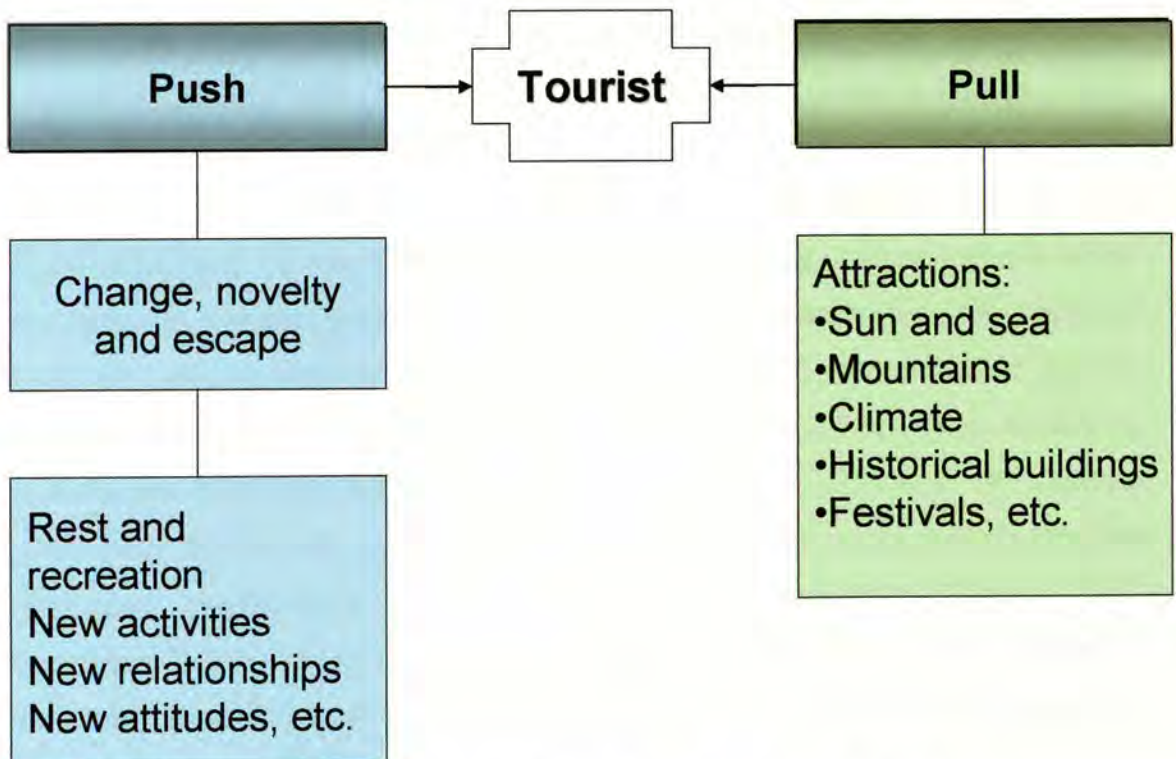 Push
Tourist
Pull
Change, novelty
and escape
Rest and
recreation
New activities
New relationships
New attitudes, etc.
Attractions:
•Sun and sea
•Mountains
•Climate
•Historical buildings
•Festivals, etc.